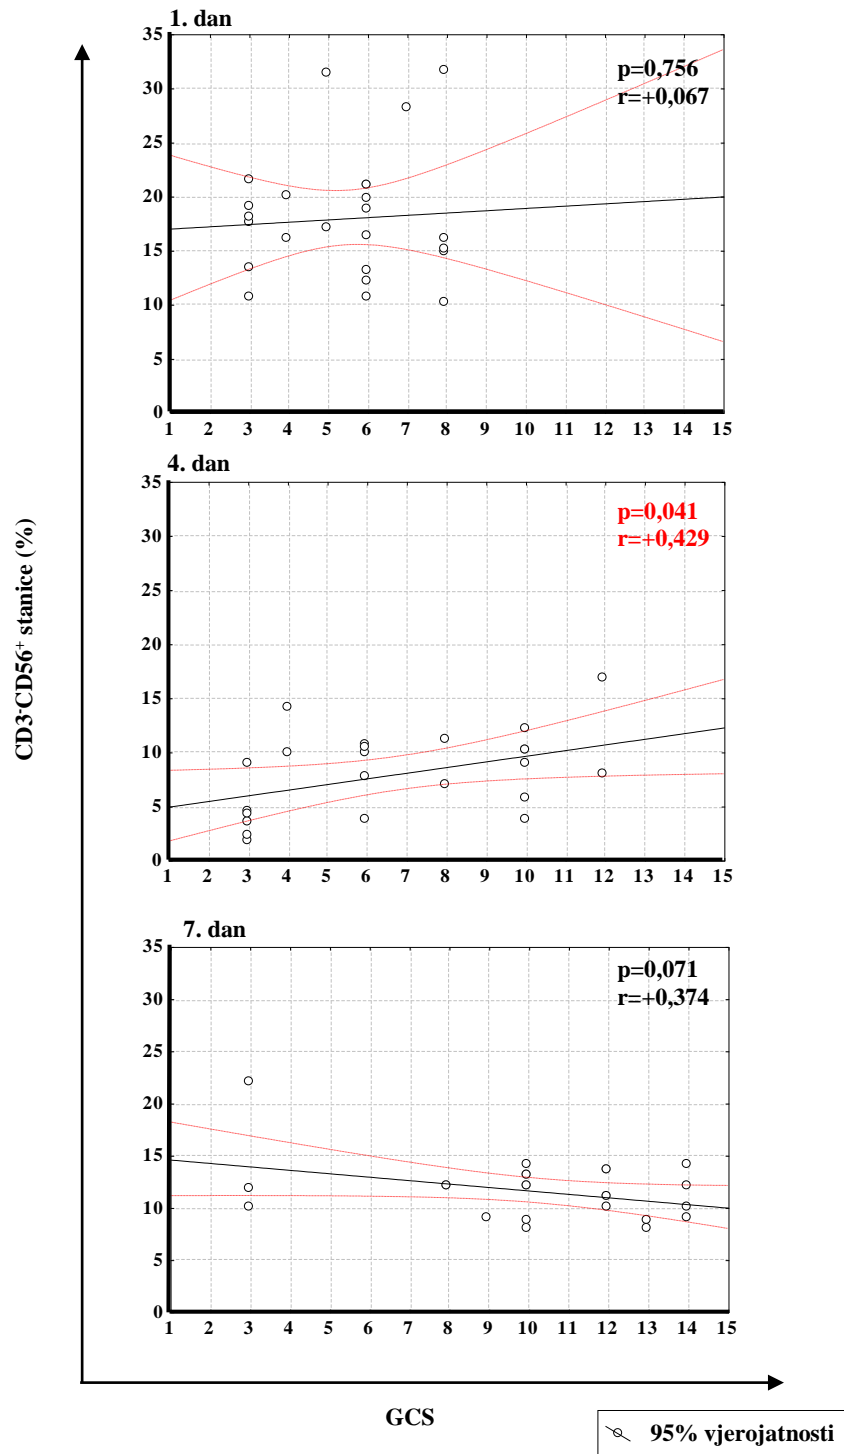 1. dan
35
30
25
20
15
10
5
0
p=0,756
r=+0,067
1 2 3 4 5 6 7 8 9 10 11 12 13 14 15
4. dan
35
30
25
20
15
10
5
0
p=0,041
r=+0,429
1 2 3 4 5 6 7 8 9 10 11 12 13 14 15
7. dan
35
30
25
20
15
10
5
0
p=0,071
r=+0,374
1 2 3 4 5 6 7 8 9 10 11 12 13 14 15
CD3⁻CD56⁺ stanice (%)
GCS
95% vjerojatnosti